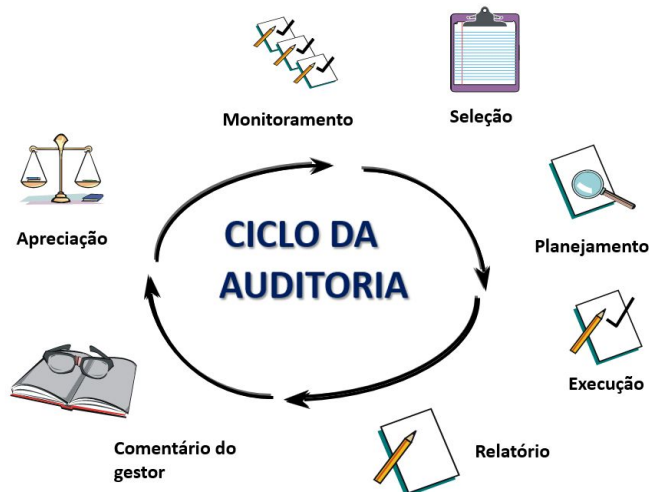 Monitoramento
Seleção
Planejamento
Execução
Relatório
Comentário do
gestor
Apreciação
CICLO DA
AUDITORIA